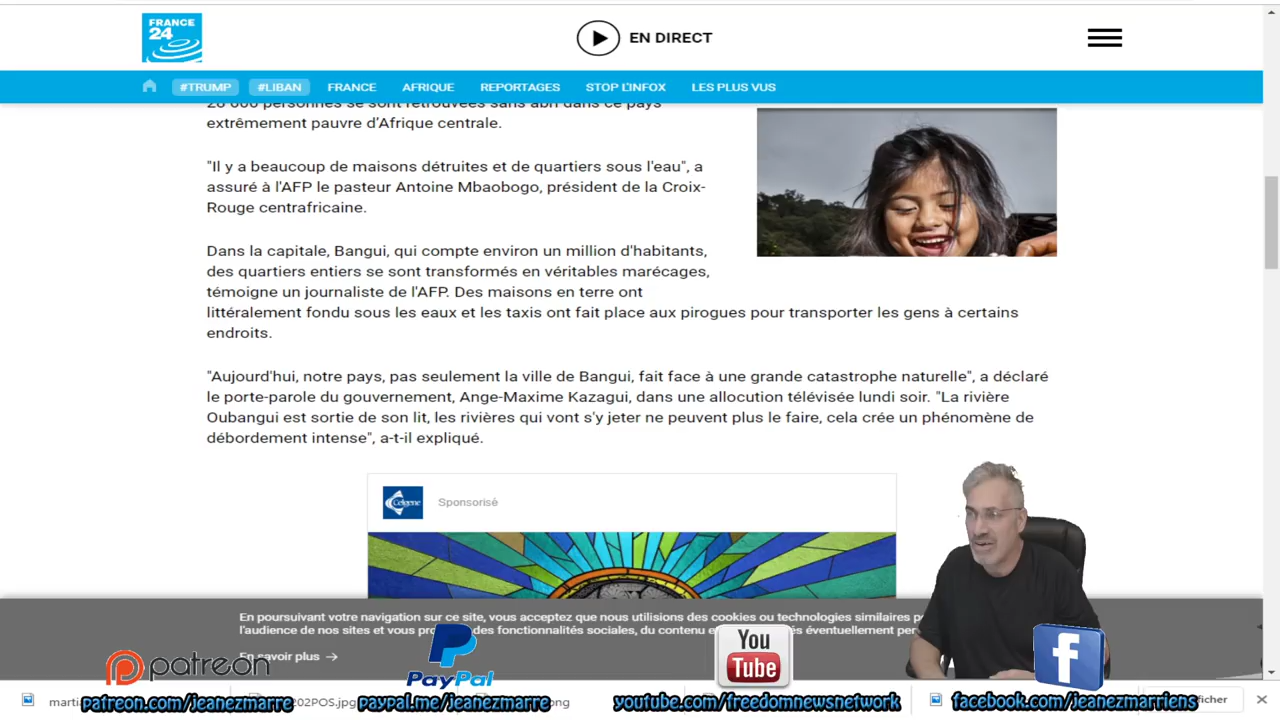 FRANCE
24
EN DIRECT
#TRUMP #LIBAN FRANCE AFRIQUE REPORTAGES STOP L'INFOX LES PLUS VUS
28 000 personnes se sont retrouvées sans abri dans ce pays
extrêmement pauvre d'Afrique centrale.
"Il y a beaucoup de maisons détruites et de quartiers sous l'eau", a
assuré à l'AFP le pasteur Antoine Mbaobogo, président de la Croix-
Rouge centrafricaine.
Dans la capitale, Bangui, qui compte environ un million d'habitants,
des quartiers entiers se sont transformés en véritables marécages,
témoigne un journaliste de l'AFP. Des maisons en terre ont
littéralement fondu sous les eaux et les taxis ont fait place aux pirogues pour transporter les gens à certains
endroits.
"Aujourd'hui, notre pays, pas seulement la ville de Bangui, fait face à une grande catastrophe naturelle", a déclaré
le porte-parole du gouvernement, Ange-Maxime Kazagui, dans une allocution télévisée lundi soir. "La rivière
Oubangui est sortie de son lit, les rivières qui vont s'y jeter ne peuvent plus le faire, cela crée un phénomène de
débordement intense", a-t-il expliqué.
Celgene Sponsorisé
En poursuivant votre navigation sur ce site, vous acceptez que nous utilisions des cookies ou technologies similaires
l'audience de nos sites et vous des fonctionnalités sociales, du contenu éventuellement
En savoir plus →
patreon
PayPal
You
Tube
f
patreon.com/jeanezmarre paypal.me/jeanezmarre youtube.com/freedomnewsnetwork facebook.com/jeanezmarriens